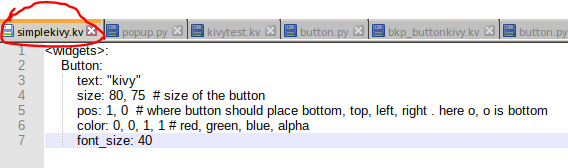 simplekivy.kv popup.py kivytest.kv button.py bkp_buttonkivy.kv button.py
1 <widgets>:
2 Button:
3 text: "kivy"
4 size: 80, 75 # size of the button
5 pos: 1, 0 # where button should place bottom, top, left, right . here o, o is bottom
6 color: 0, 0, 1, 1 # red, green, blue, alpha
7 font_size: 40